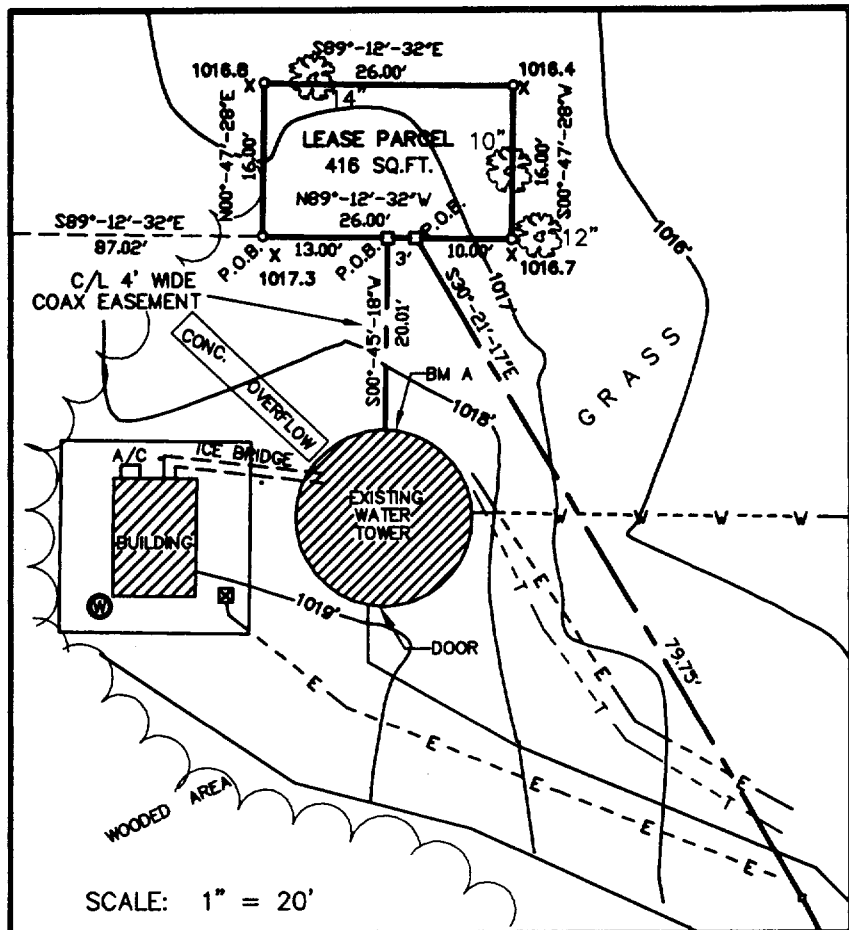 S89°-12'-32"E
26.00'
1016.8
X
1016.4
X
14"
N00°-47'-28"E
16.00'
LEASE PARCEL
416 SQ.FT.
10"
16.00'
S00°-47'-28"W
N89°-12'-32"W
26.00'
S89°-12'-32"E
87.02'
P.O.B.
13.00'
P.O.B.
3'
P.O.B.
10.00'
12"
X
1017.3
X
1016.7
1016'
1017'
C/L 4' WIDE
COAX EASEMENT
S00°-45'-18"W
20.01'
S30°-21'-17"E
GRASS
CONC. OVERFLOW
BM A
1018'
A/C
ICE BRIDGE
EXISTING
WATER
TOWER
BUILDING
W
W W W
E
T
1019'
DOOR
79.75'
E
E
T
E
T
E
E
E
E
WOODED AREA
SCALE: 1" = 20'